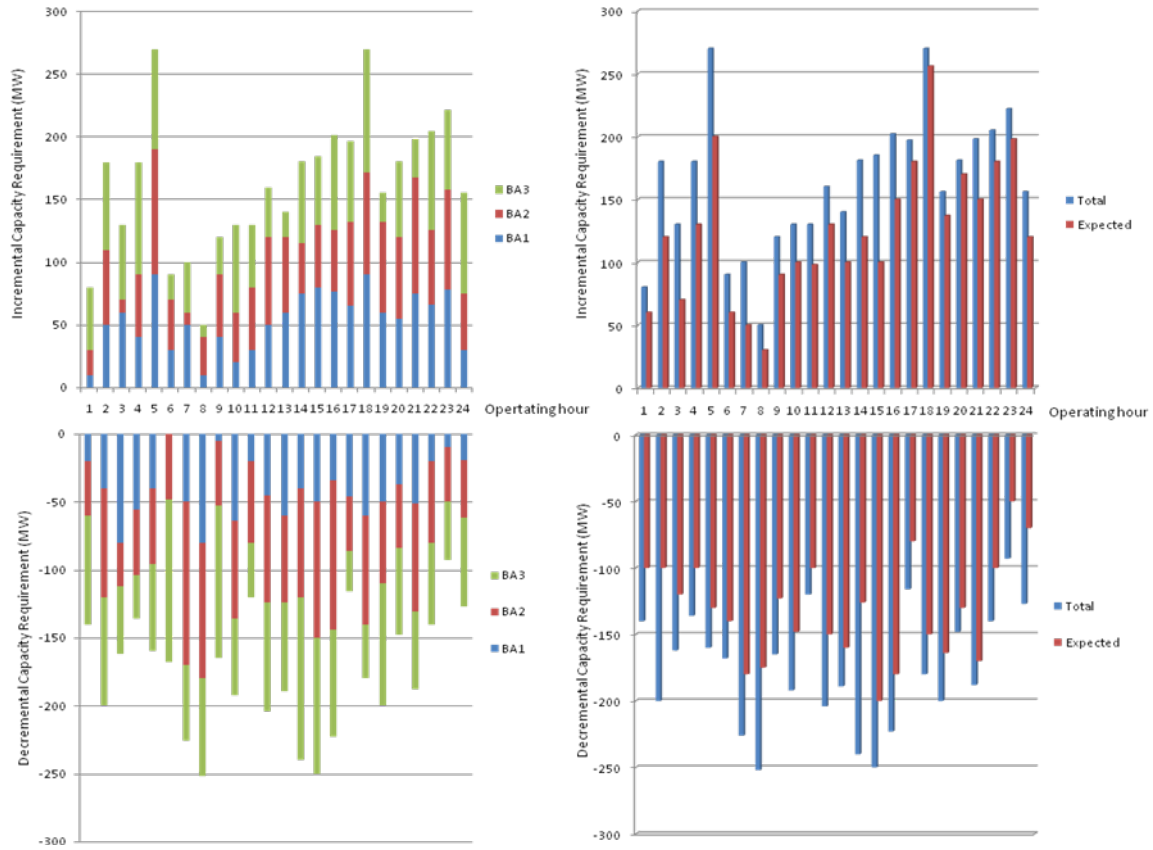 Incremental Capacity Requirement (MW)
300
250
200
150
100
50
0
BA3
BA2
BA1
1 2 3 4 5 6 7 8 9 10 11 12 13 14 15 16 17 18 19 20 21 22 23 24
Opertating hour
Incremental Capacity Requirement (MW)
300
250
200
150
100
50
0
Total
Expected
1 2 3 4 5 6 7 8 9 10 11 12 13 14 15 16 17 18 19 20 21 22 23 24
Operating hour
Decremental Capacity Requirement (MW)
0
-50
-100
-150
-200
-250
-300
BA3
BA2
BA1
Decremental Capacity Requirement (MW)
0
-50
-100
-150
-200
-250
-300
Total
Expected